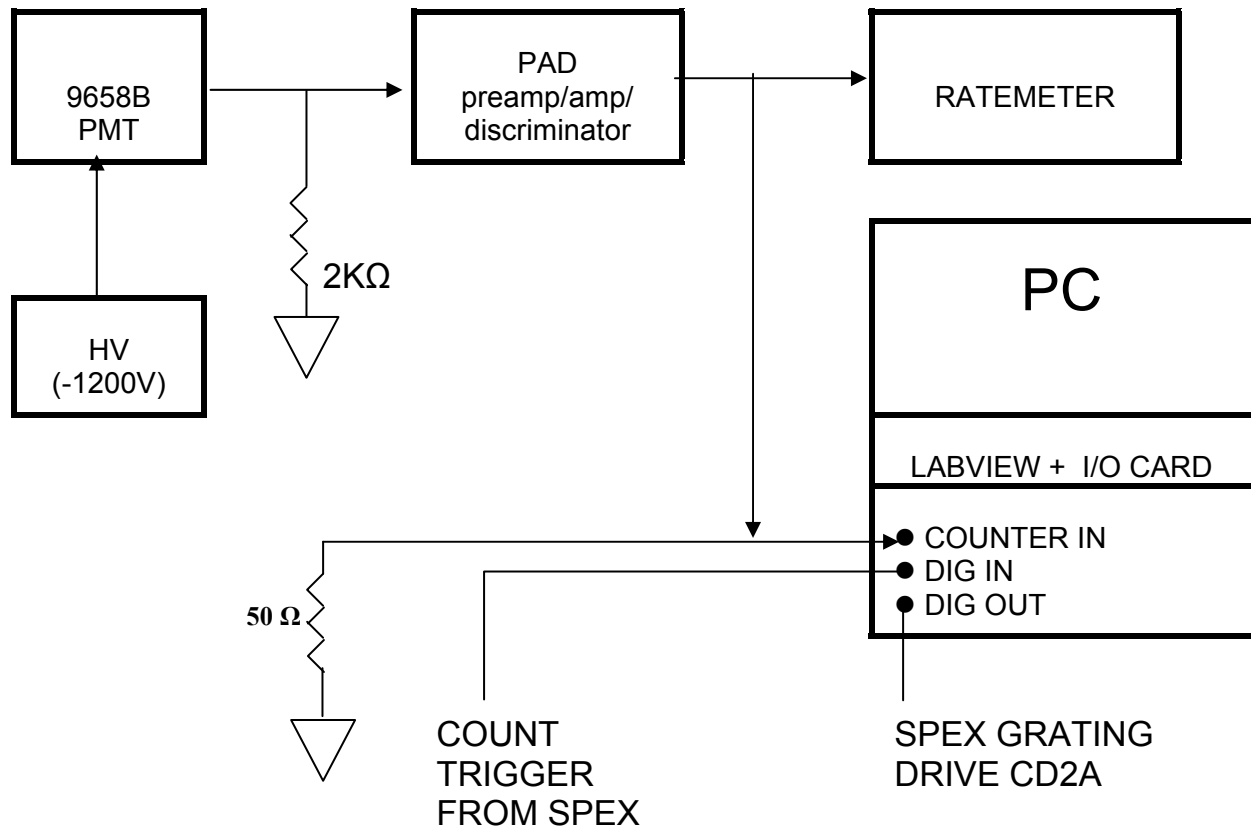 9658B
PMT
PAD
preamp/amp/
discriminator
RATEMETER
2KΩ
HV
(-1200V)
PC
LABVIEW + I/O CARD
COUNTER IN
DIG IN
DIG OUT
50 Ω
COUNT
TRIGGER
FROM SPEX
SPEX GRATING
DRIVE CD2A